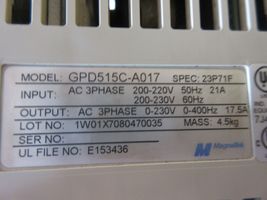 MODEL: GPD515C-A017 SPEC: 23P71F
INPUT: AC 3PHASE 200-220V 50Hz 21A
200-230V 60Hz
OUTPUT: AC 3PHASE 0-230V 0-400Hz 17.5A
LOT NO: 1W01X7080470035 MASS: 4.5kg
SER NO:
UL FILE NO: E153436 Magnetek